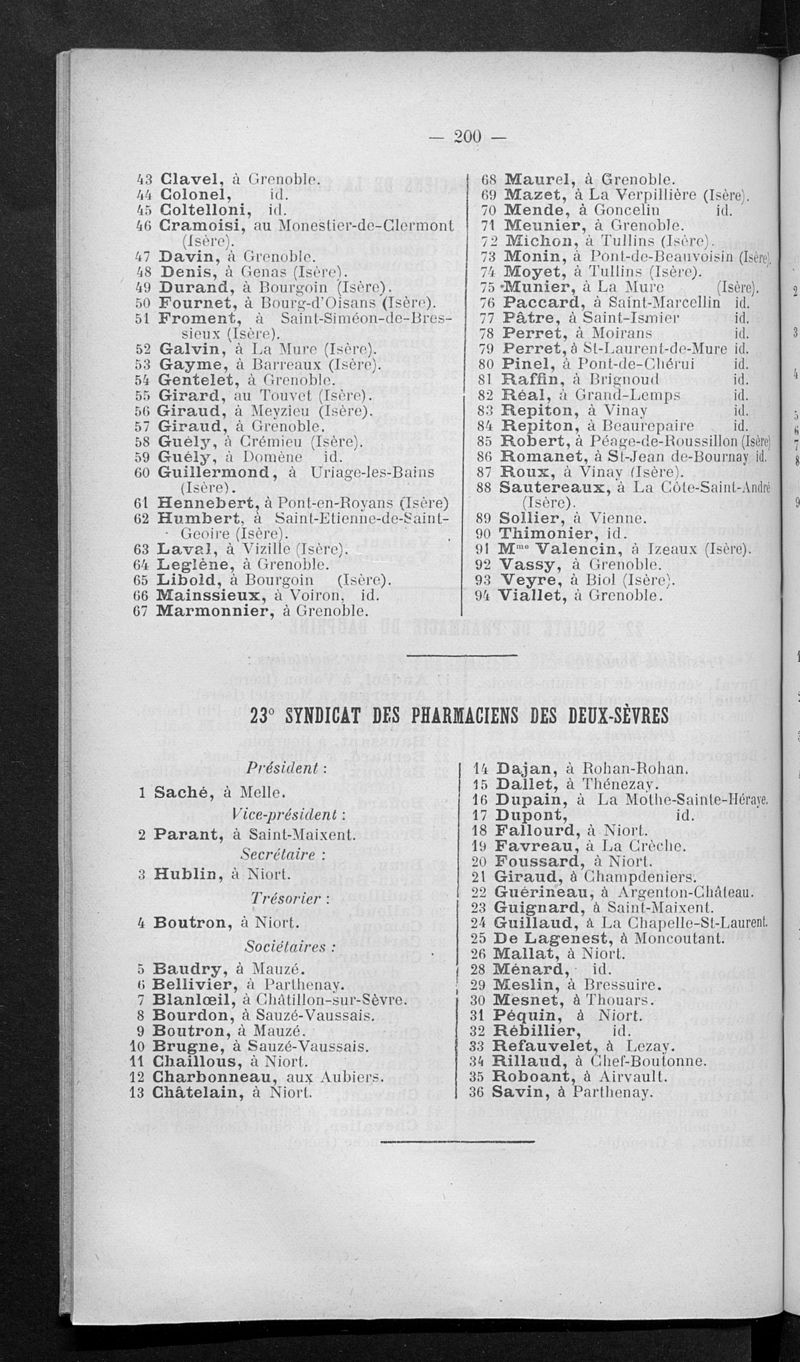 — 200 —
43 Clavel, à Grenoble.
44 Colonel, id.
45 Coltelloni, id.
46 Cramoisi, au Monestier-de-Clermont
(Isère).
47 Davin, à Grenoble.
48 Denis, à Genas (Isère).
49 Durand, à Bourgoin (Isère).
50 Fournet, à Bourg-d'Oisans (Isère).
51 Froment, à Saint-Siméon-de-Bres-
sieux (Isère).
52 Galvin, à La Mure (Isère).
53 Gayme, à Barreaux (Isère).
54 Gentelet, à Grenoble.
55 Girard, au Touvet (Isère).
56 Giraud, à Meyzieu (Isère).
57 Giraud, à Grenoble.
58 Guély, à Crémieu (Isère).
59 Guély, à Domène id.
60 Guillermond, à Uriage-les-Bains
(Isère).
61 Hennebert, à Pont-en-Royans (Isère)
62 Humbert, à Saint-Etienne-de-Saint-
Geoire (Isère).
63 Laval, à Vizille (Isère).
64 Leglène, à Grenoble.
65 Libold, à Bourgoin (Isère).
66 Mainssieux, à Voiron, id.
67 Marmonnier, à Grenoble.
68 Maurel, à Grenoble.
69 Mazet, à La Verpillière (Isère).
70 Mende, à Goncelin id.
71 Meunier, à Grenoble.
72 Michon, à Tullins (Isère).
73 Monin, à Pont-de-Beauvoisin (Isère).
74 Moyet, à Tullins (Isère).
75 Munier, à La Mure (Isère).
76 Paccard, à Saint-Marcellin id.
77 Pâtre, à Saint-Ismier id.
78 Perret, à Moirans id.
79 Perret, à St-Laurent-de-Mure id.
80 Pinel, à Pont-de-Chérui id.
81 Raffin, à Brignoud id.
82 Réal, à Grand-Lemps id.
83 Repiton, à Vinay id.
84 Repiton, à Beaurepaire id.
85 Robert, à Péage-de-Roussillon (Isère)
86 Romanet, à St-Jean de-Bournay id.
87 Roux, à Vinay (Isère).
88 Sautereaux, à La Côte-Saint-André
(Isère).
89 Sollier, à Vienne.
90 Thimonier, id.
91 Mme Valencin, à Izeaux (Isère).
92 Vassy, à Grenoble.
93 Veyre, à Biol (Isère).
94 Viallet, à Grenoble.
23° SYNDICAT DES PHARMACIENS DES DEUX-SÈVRES
Président :
1 Saché, à Melle.
Vice-président :
2 Parant, à Saint-Maixent.
Secrétaire :
3 Hublin, à Niort.
Trésorier :
4 Boutron, à Niort.
Sociétaires :
5 Baudry, à Mauzé.
6 Bellivier, à Parthenay.
7 Blanlœil, à Châtillon-sur-Sèvre.
8 Bourdon, à Sauzé-Vaussais.
9 Boutron, à Mauzé.
10 Brugne, à Sauzé-Vaussais.
11 Chaillous, à Niort.
12 Charbonneau, aux Aubiers.
13 Châtelain, à Niort.
14 Dajan, à Rohan-Rohan.
15 Dallet, à Thénezay.
16 Dupain, à La Mothe-Sainte-Héraye.
17 Dupont, id.
18 Fallourd, à Niort.
19 Favreau, à La Crèche.
20 Foussard, à Niort.
21 Giraud, à Champdeniers.
22 Guérineau, à Argenton-Château.
23 Guignard, à Saint-Maixent.
24 Guillaud, à La Chapelle-St-Laurent.
25 De Lagenest, à Moncoutant.
26 Mallat, à Niort.
28 Ménard, id.
29 Meslin, à Bressuire.
30 Mesnet, à Thouars.
31 Péquin, à Niort.
32 Rébillier, id.
33 Refauvelet, à Lezay.
34 Rillaud, à Chef-Boutonne.
35 Roboant, à Airvault.
36 Savin, à Parthenay.